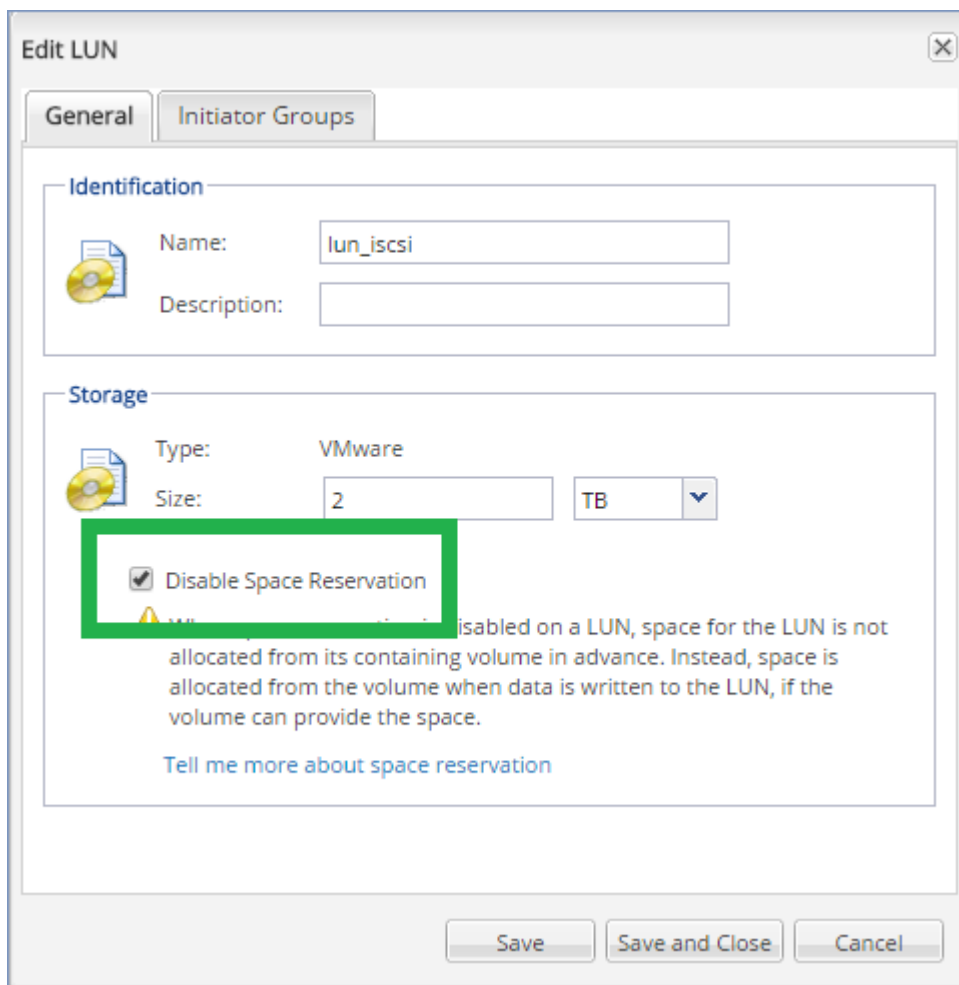 Edit LUN
General
Initiator Groups
Identification
Name:
lun_iscsi
Description:
Storage
Type:
VMware
Size:
2
TB
Disable Space Reservation
isabled on a LUN, space for the LUN is not
allocated from its containing volume in advance. Instead, space is
allocated from the volume when data is written to the LUN, if the
volume can provide the space.
Tell me more about space reservation
Save
Save and Close
Cancel